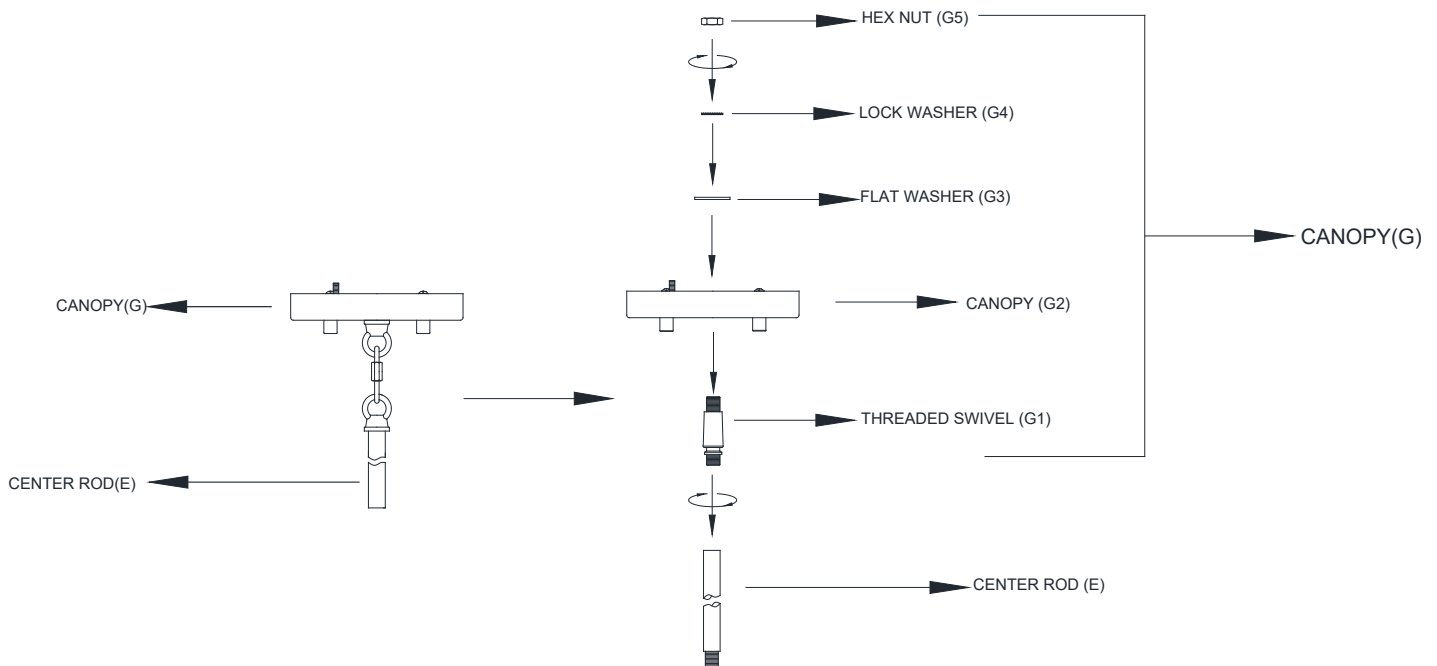 HEX NUT (G5)
LOCK WASHER (G4)
FLAT WASHER (G3)
CANOPY(G)
CANOPY(G)
CANOPY (G2)
THREADED SWIVEL (G1)
CENTER ROD(E)
CENTER ROD (E)